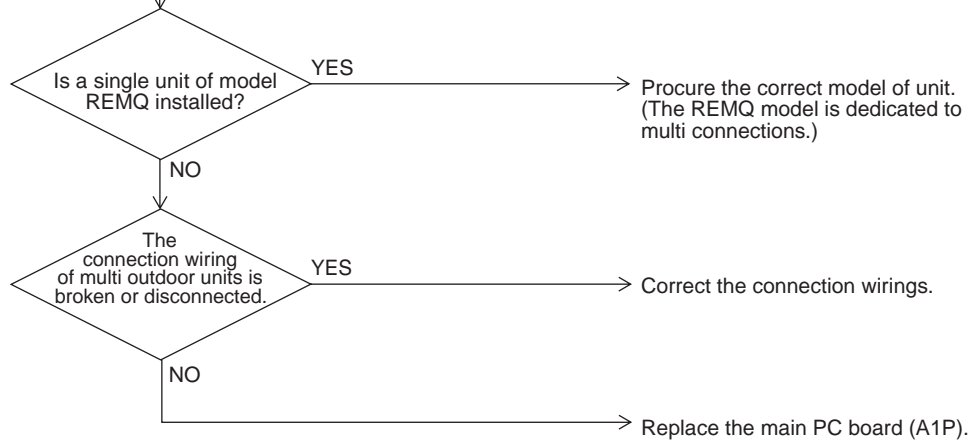 Is a single unit of model
REMQ installed?
YES
Procure the correct model of unit.
(The REMQ model is dedicated to
multi connections.)
NO
The
connection wiring
of multi outdoor units is
broken or disconnected.
YES
Correct the connection wirings.
NO
Replace the main PC board (A1P).